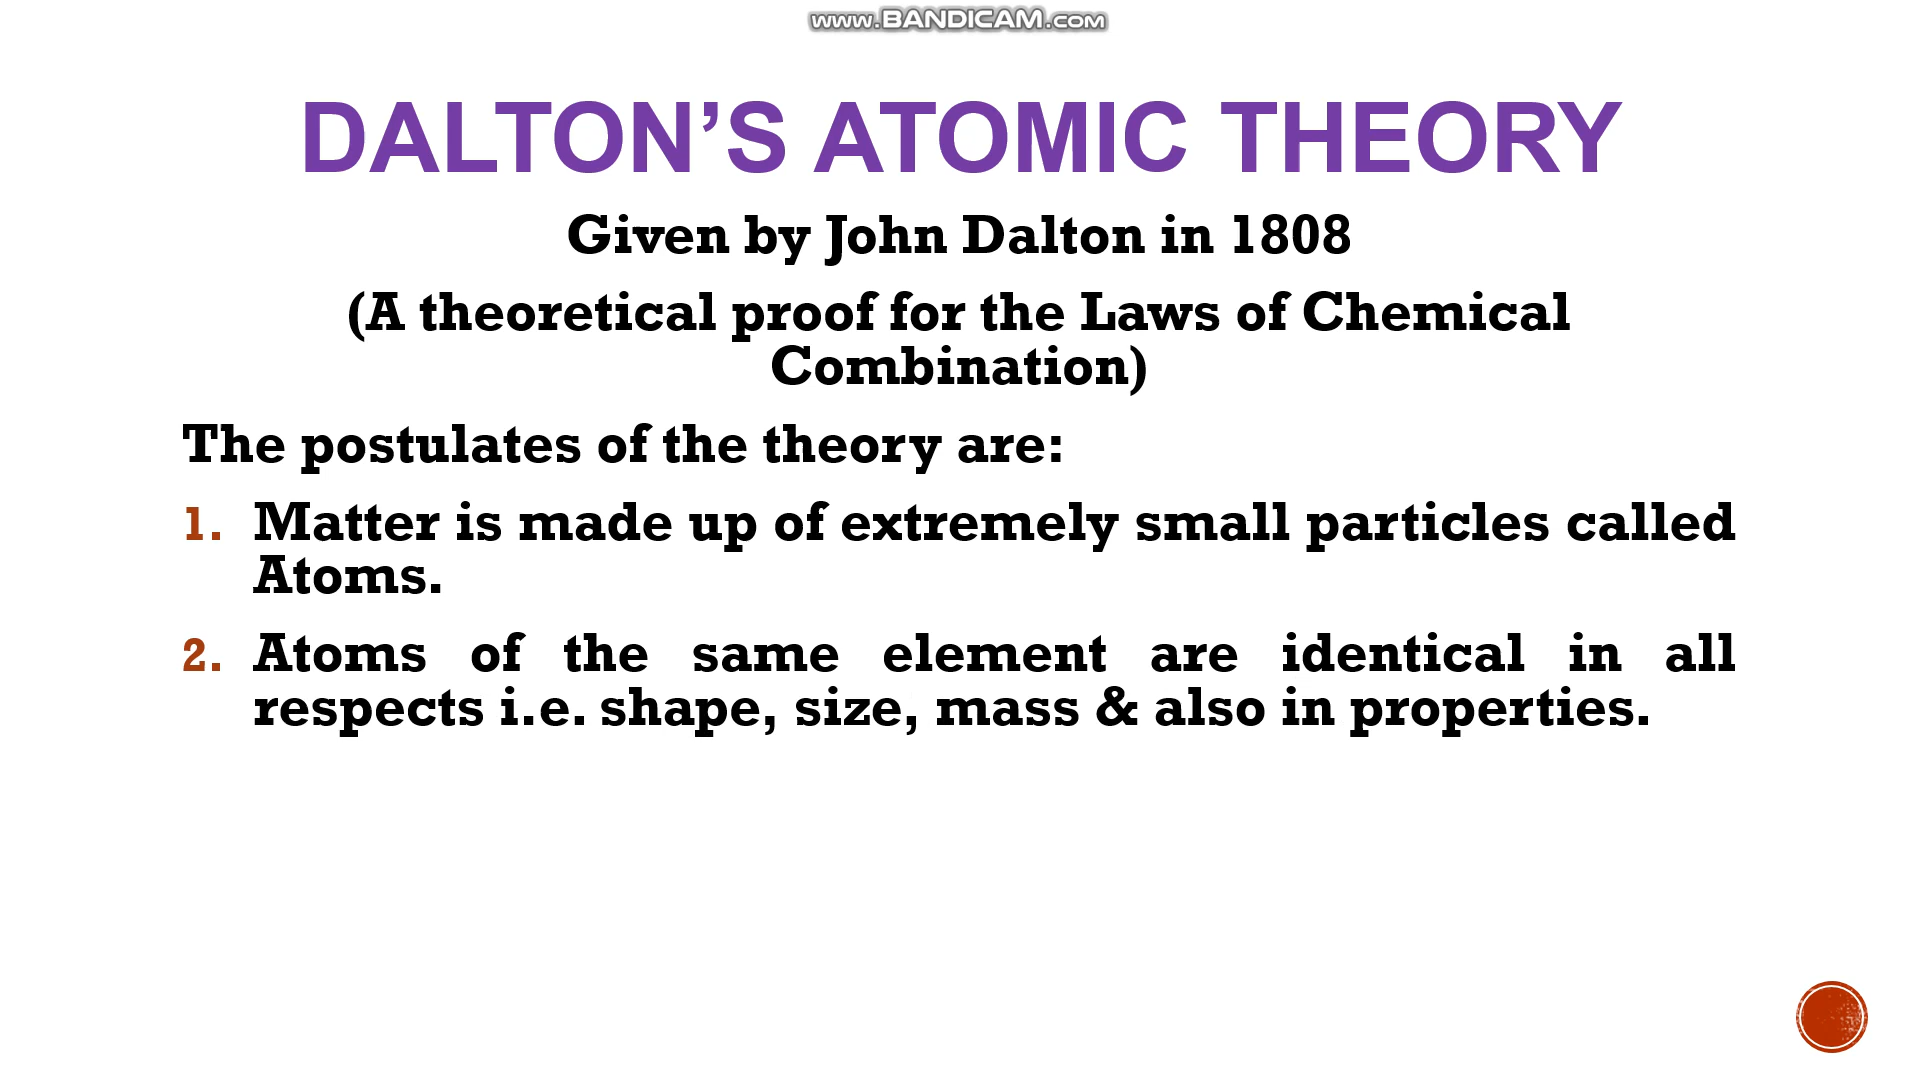 www.BANDICAM.com
DALTON’S ATOMIC THEORY
Given by John Dalton in 1808
(A theoretical proof for the Laws of Chemical
Combination)
The postulates of the theory are:
1. Matter is made up of extremely small particles called
Atoms.
2. Atoms of the same element are identical in all
respects i.e. shape, size, mass & also in properties.